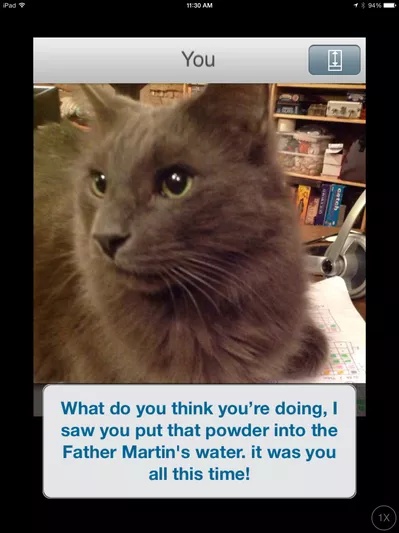 iPad 11:30 AM 94%
You
What do you think you're doing, I
saw you put that powder into the
Father Martin's water. it was you
all this time!
1X